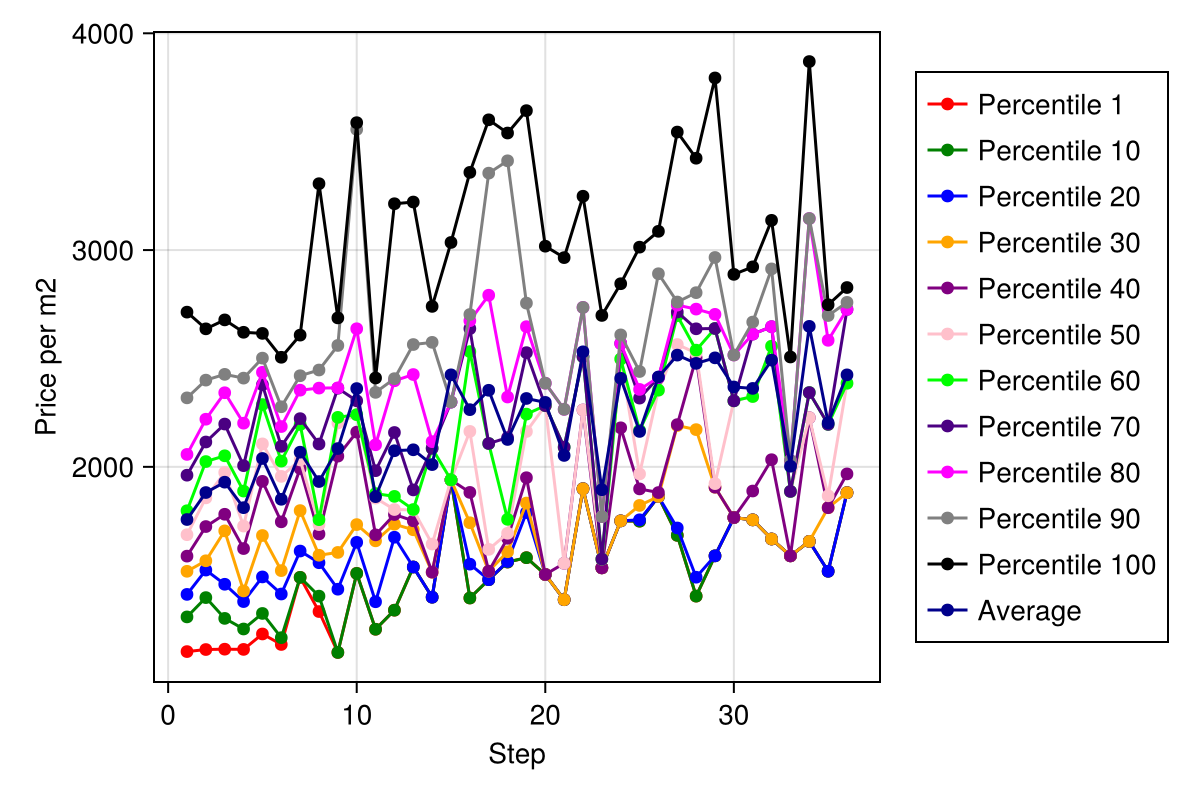 4000
3000
2000
Price per m2
0
10
20
30
Step
Percentile 1
Percentile 10
Percentile 20
Percentile 30
Percentile 40
Percentile 50
Percentile 60
Percentile 70
Percentile 80
Percentile 90
Percentile 100
Average